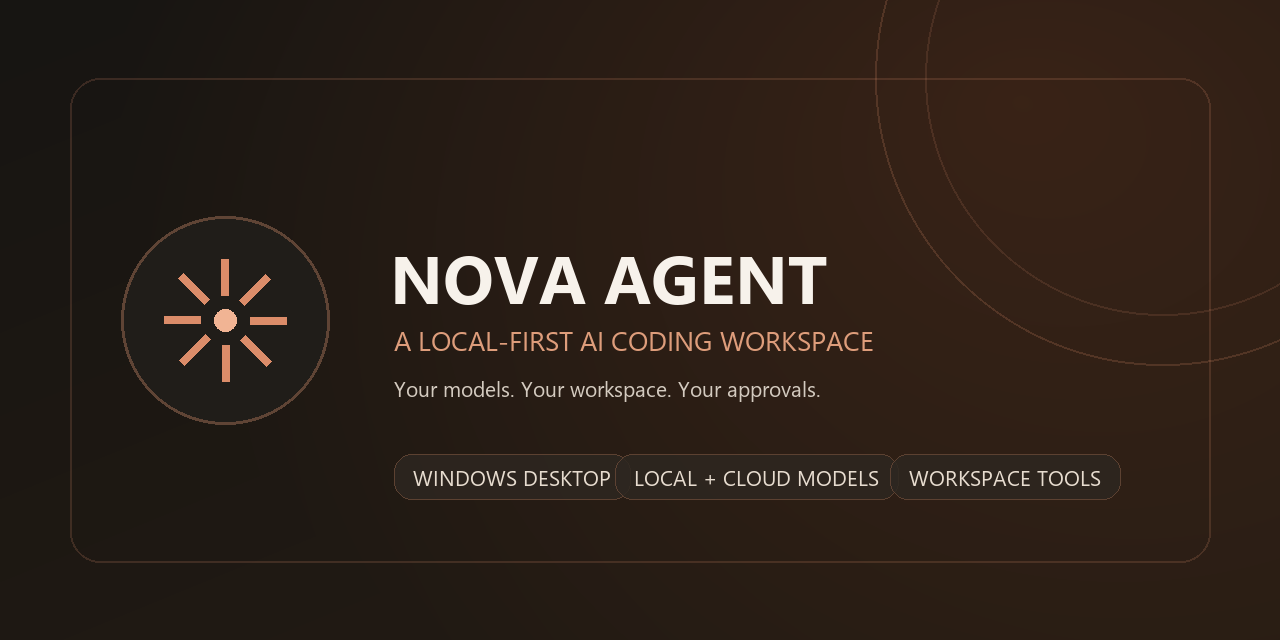 NOVA AGENT
A LOCAL-FIRST AI CODING WORKSPACE
Your models. Your workspace. Your approvals.
WINDOWS DESKTOP LOCAL + CLOUD MODELS WORKSPACE TOOLS